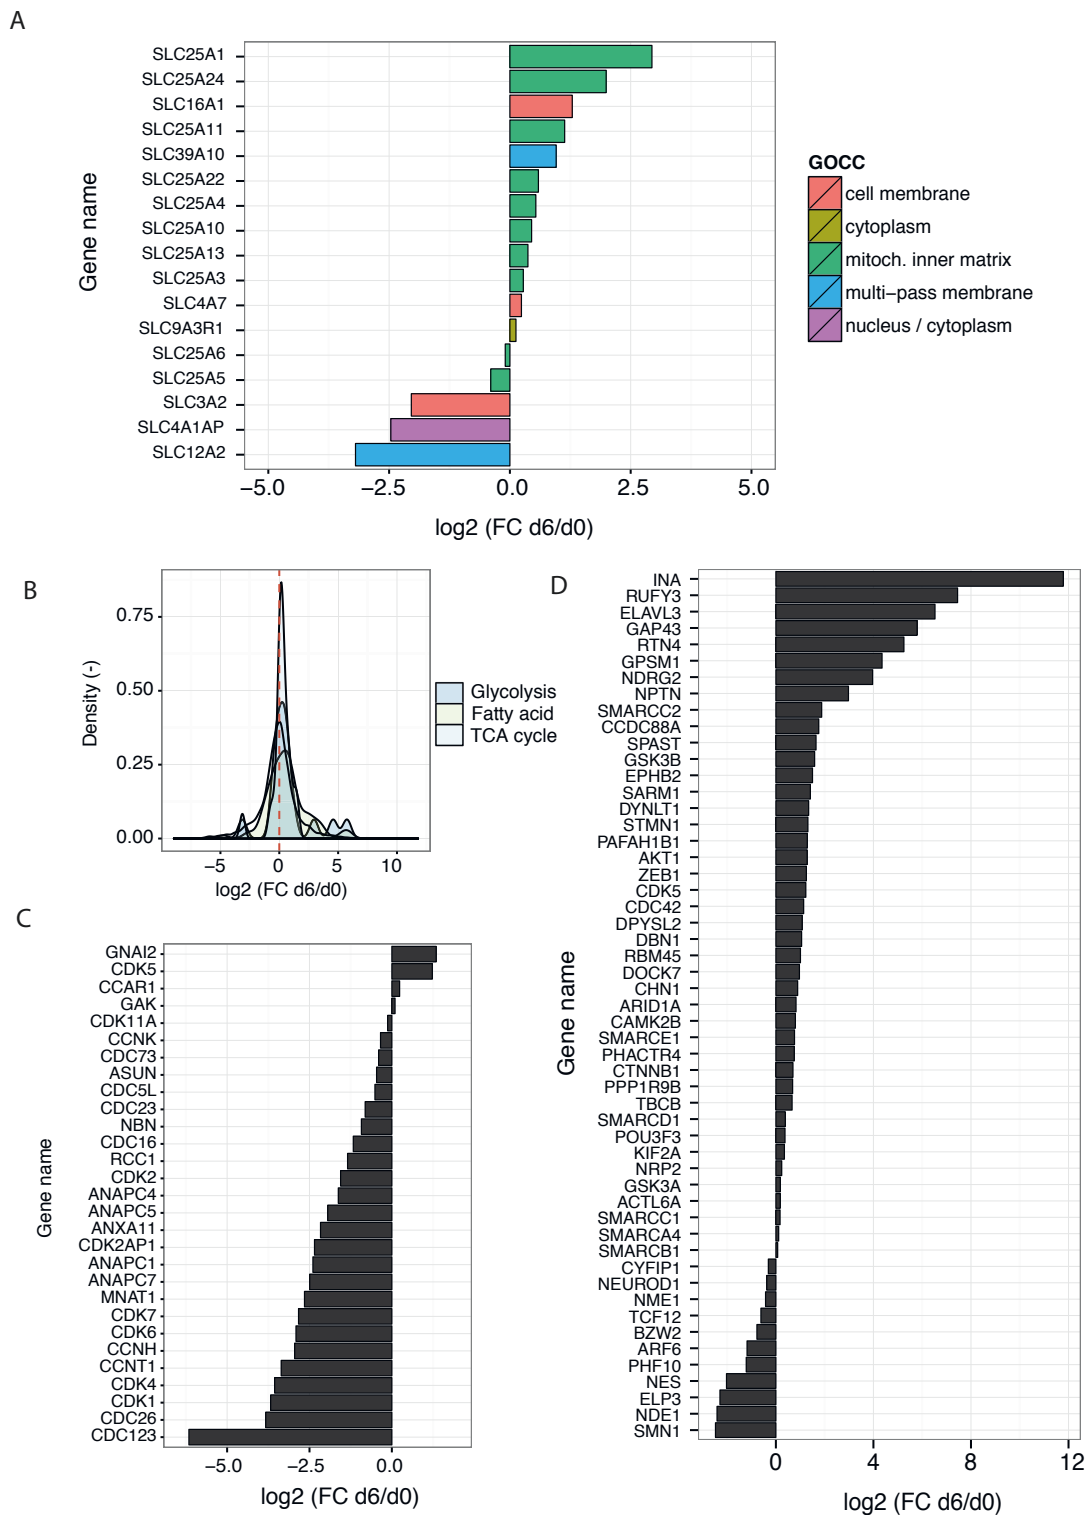 A
SLC25A1
SLC25A24
SLC16A1
SLC25A11
SLC39A10
SLC25A22
SLC25A4
SLC25A10
SLC25A13
SLC25A3
SLC4A7
SLC9A3R1
SLC25A6
SLC25A5
SLC3A2
SLC4A1AP
SLC12A2
Gene name
−5.0 −2.5 0.0 2.5 5.0
log2 (FC d6/d0)
GOCC
cell membrane
cytoplasm
mitoch. inner matrix
multi−pass membrane
nucleus / cytoplasm
B
0.75
0.50
0.25
0.00
Density (-)
−5 0 5 10
log2 (FC d6/d0)
Glycolysis
Fatty acid
TCA cycle
C
GNAI2
CDK5
CCAR1
GAK
CDK11A
CCNK
CDC73
ASUN
CDC5L
CDC23
NBN
CDC16
RCC1
CDK2
ANAPC4
ANAPC5
ANXA11
CDK2AP1
ANAPC1
ANAPC7
MNAT1
CDK7
CDK6
CCNH
CCNT1
CDK4
CDK1
CDC26
CDC123
Gene name
−5.0 −2.5 0.0
log2 (FC d6/d0)
D
INA
RUFY3
ELAVL3
GAP43
RTN4
GPSM1
NDRG2
NPTN
SMARCC2
CCDC88A
SPAST
GSK3B
EPHB2
SARM1
DYNLT1
STMN1
PAFAH1B1
AKT1
ZEB1
CDK5
CDC42
DPYSL2
DBN1
RBM45
DOCK7
CHN1
ARID1A
CAMK2B
SMARCE1
PHACTR4
CTNNB1
PPP1R9B
TBCB
SMARCD1
POU3F3
KIF2A
NRP2
GSK3A
ACTL6A
SMARCC1
SMARCA4
SMARCB1
CYFIP1
NEUROD1
NME1
TCF12
BZW2
ARF6
PHF10
NES
ELP3
NDE1
SMN1
Gene name
0 4 8 12
log2 (FC d6/d0)